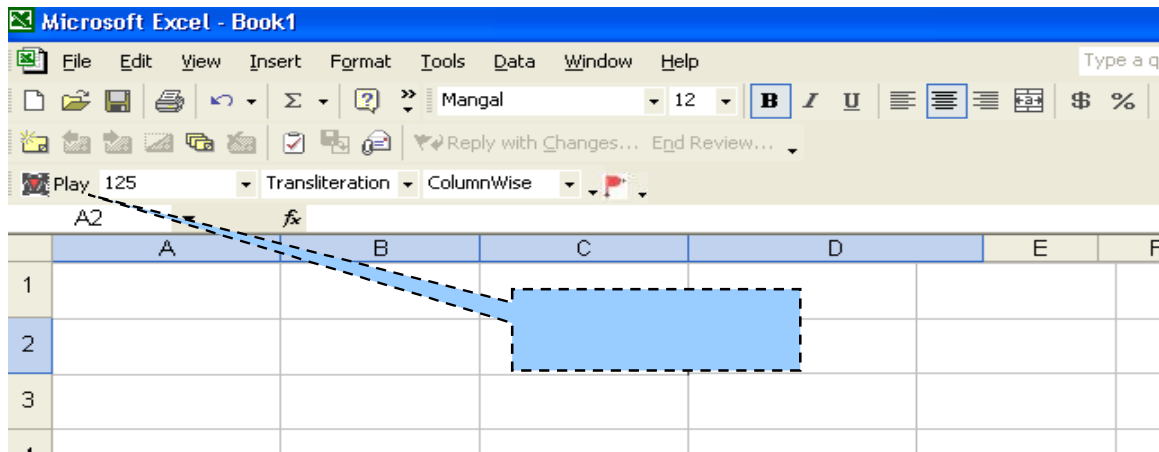 Microsoft Excel - Book1
File Edit View Insert Format Tools Data Window Help Type a q
Σ ? » Mangal 12 B I U a $ %
Reply with Changes... End Review...
Play 125 Transliteration ColumnWise
A2 fx
A B C D E F
1
2
3